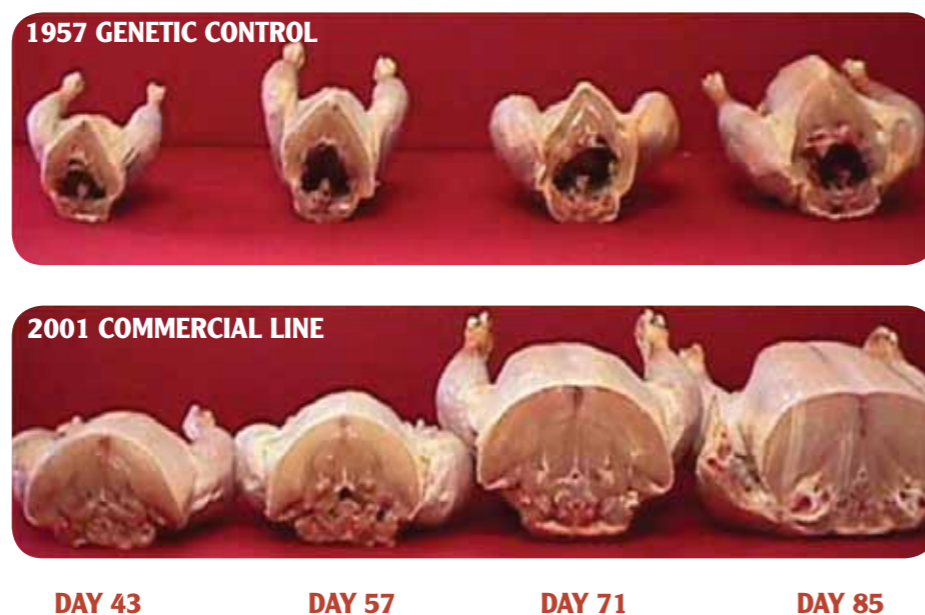 1957 GENETIC CONTROL
2001 COMMERCIAL LINE
DAY 43 DAY 57 DAY 71 DAY 85